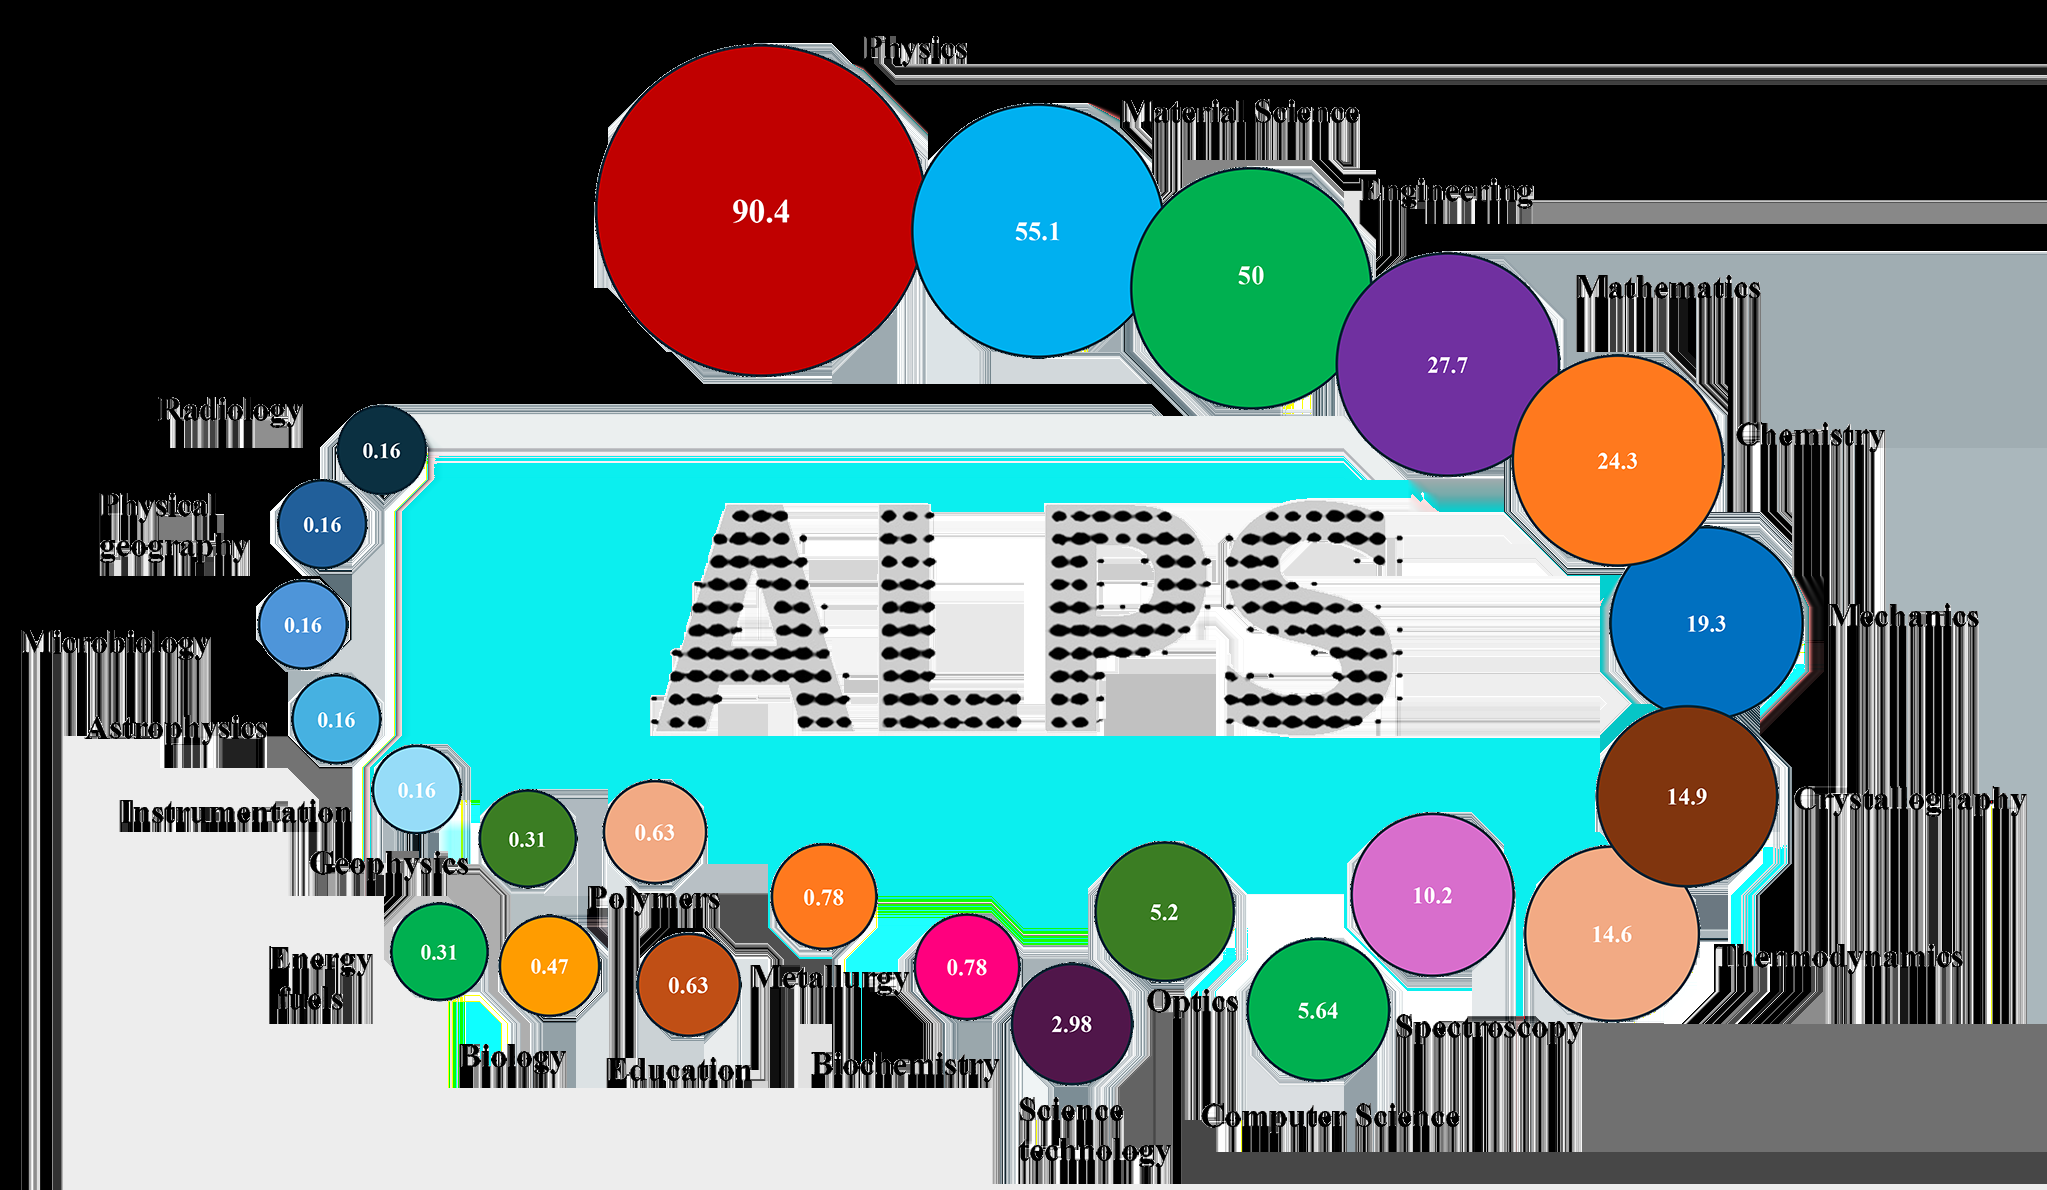 Physics
90.4
Material Science
55.1
Engineering
50
Mathematics
27.7
Chemistry
24.3
Mechanics
19.3
Crystallography
14.9
Thermodynamics
14.6
Spectroscopy
10.2
Computer Science
5.64
Optics
5.2
Science
technology
2.98
Biochemistry
0.78
Metallurgy
0.78
Education
0.63
Polymers
0.63
Biology
0.47
Energy
fuels
0.31
Geophysics
0.31
Instrumentation
0.16
Astrophysics
0.16
Microbiology
0.16
Physical
geography
0.16
Radiology
0.16
ALPS